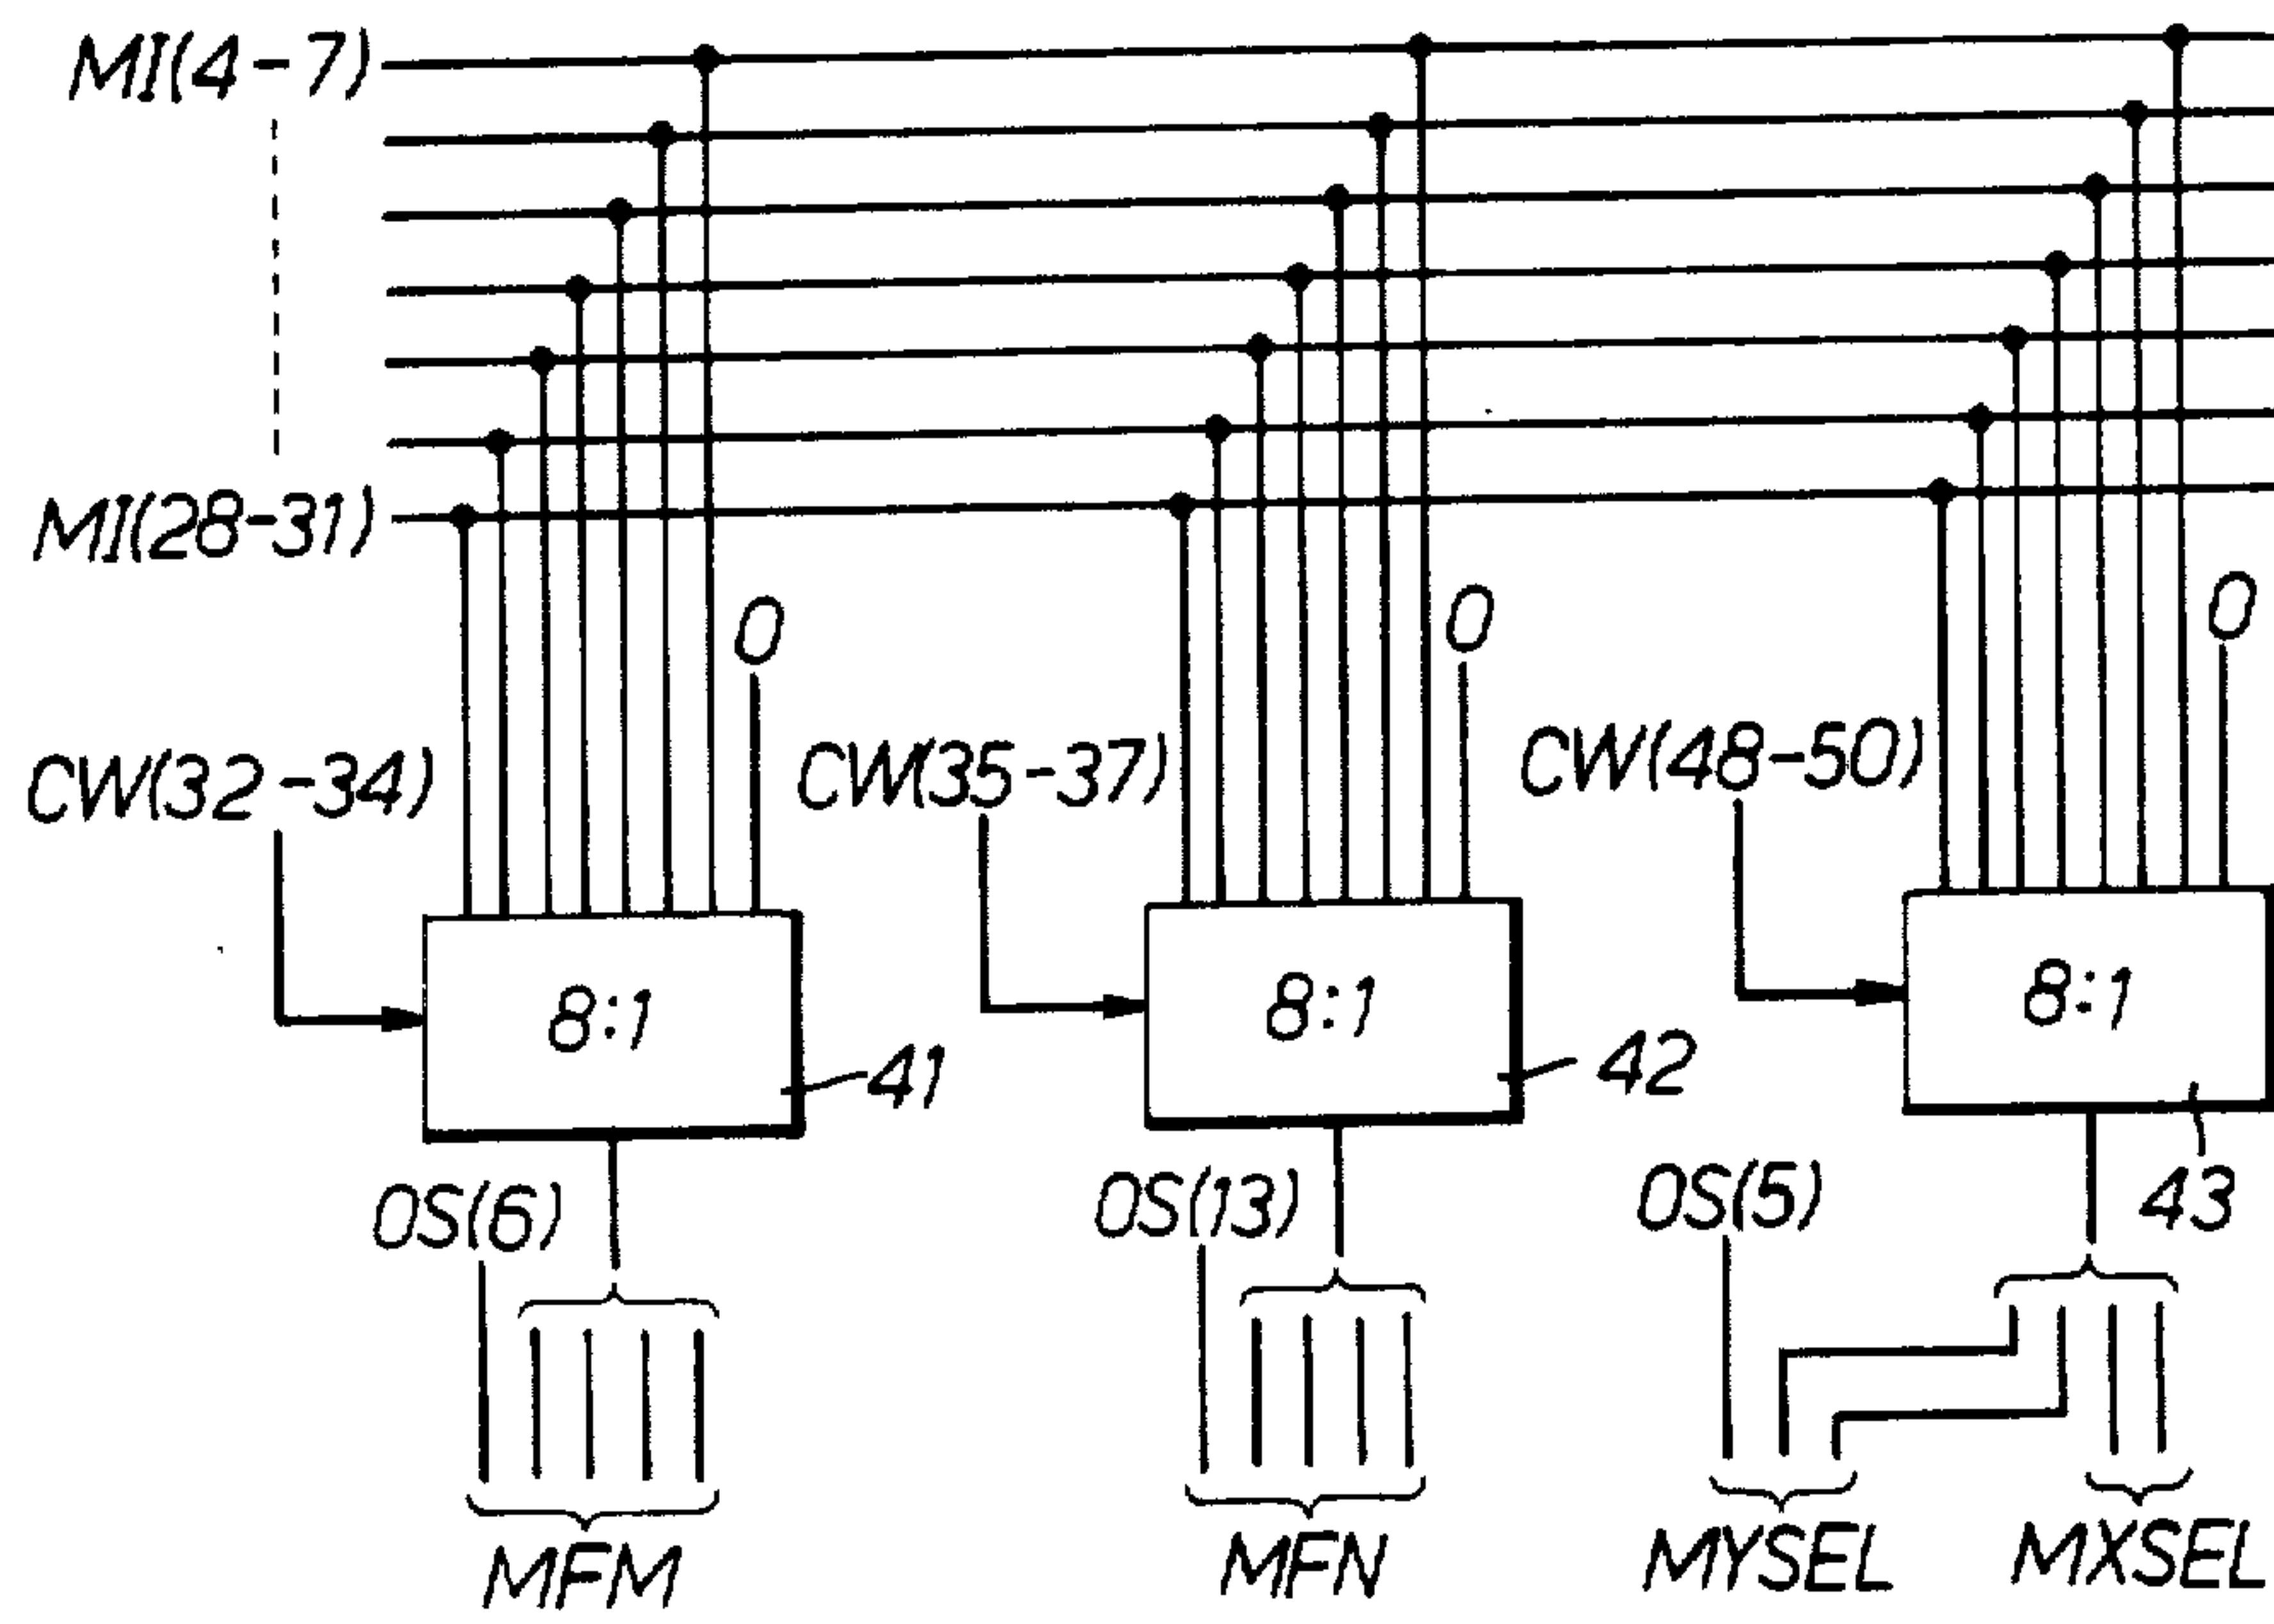 MI(4-7)
MI(28-31)
0
0
0
CW(32-34)
CW(35-37)
CW(48-50)
8:1
8:1
8:1
41
42
43
OS(6)
OS(13)
OS(5)
MFM
MFN
MYSEL
MXSEL